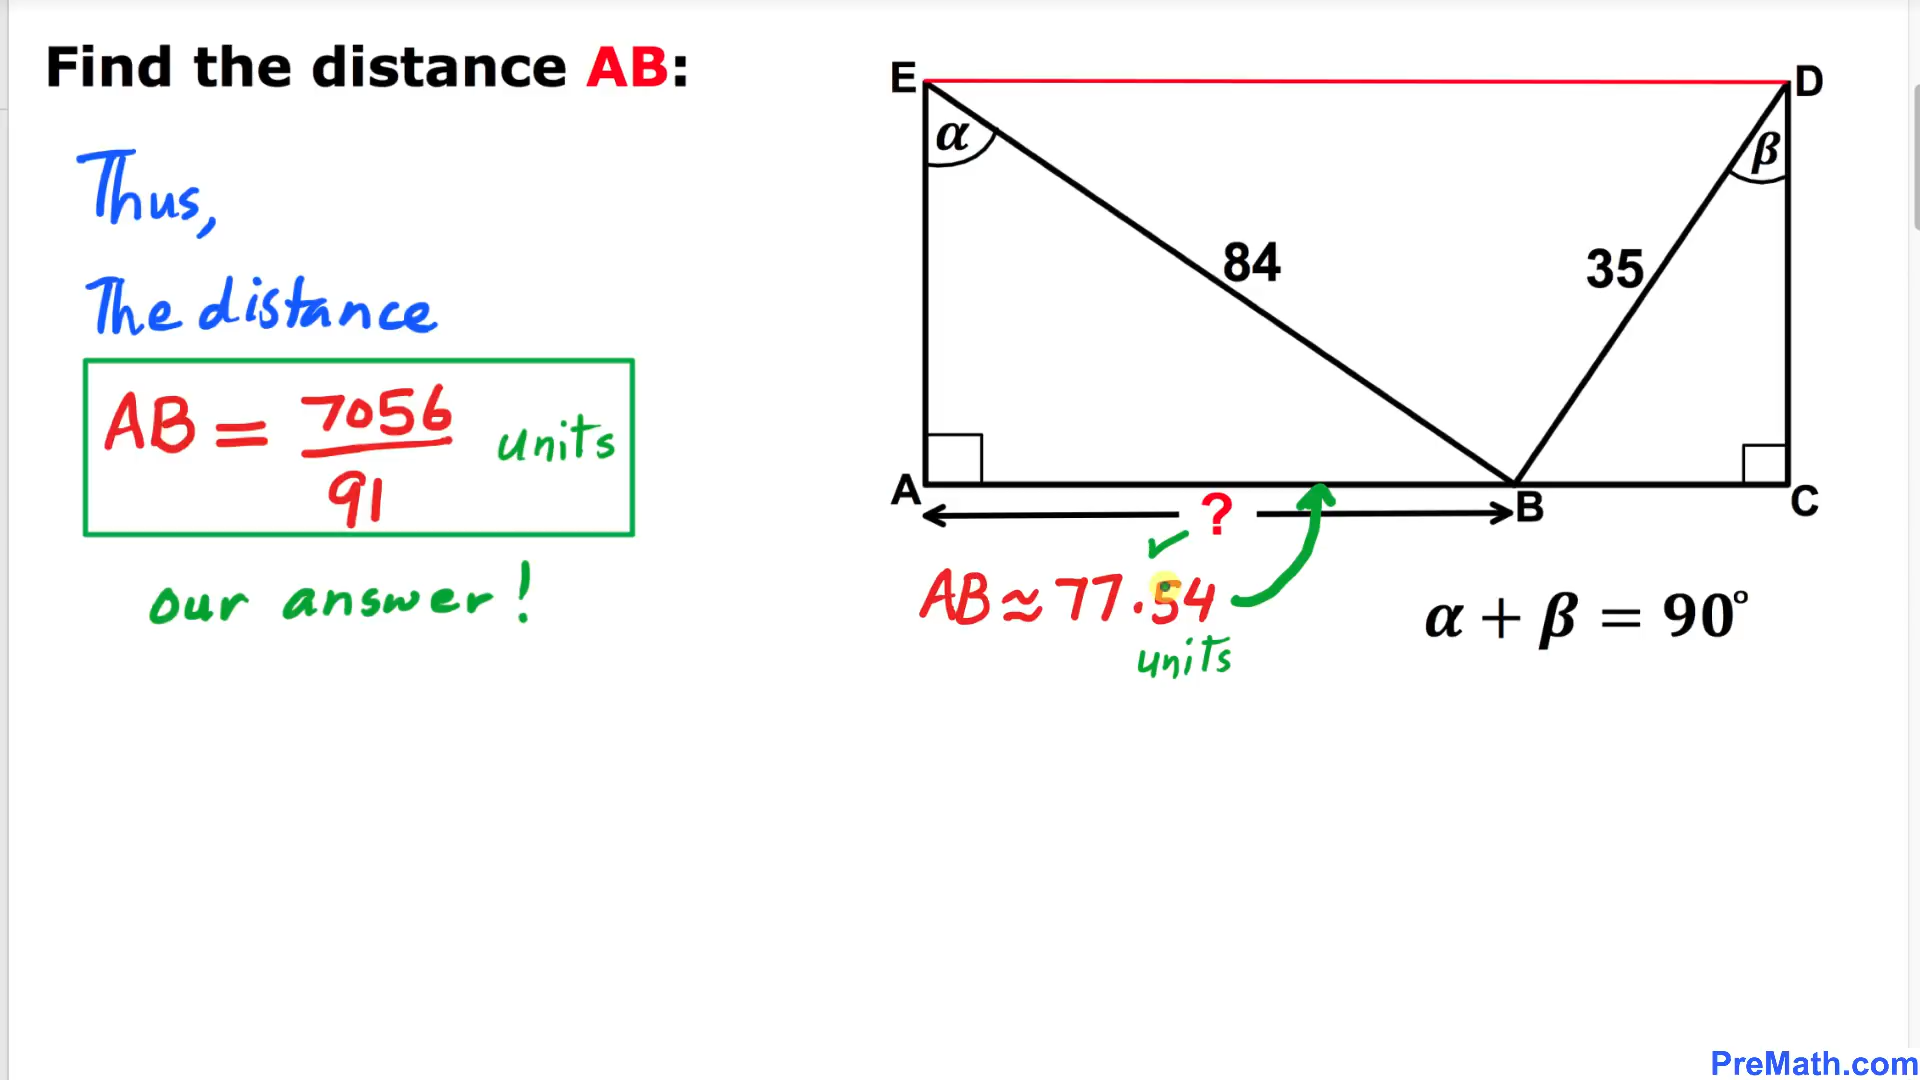 Find the distance AB:
Thus,
The distance
AB = 7056/91 units
our answer!
E
D
α
β
84
35
A
?
B
C
AB ≈ 77.54
units
α + β = 90°
PreMath.com